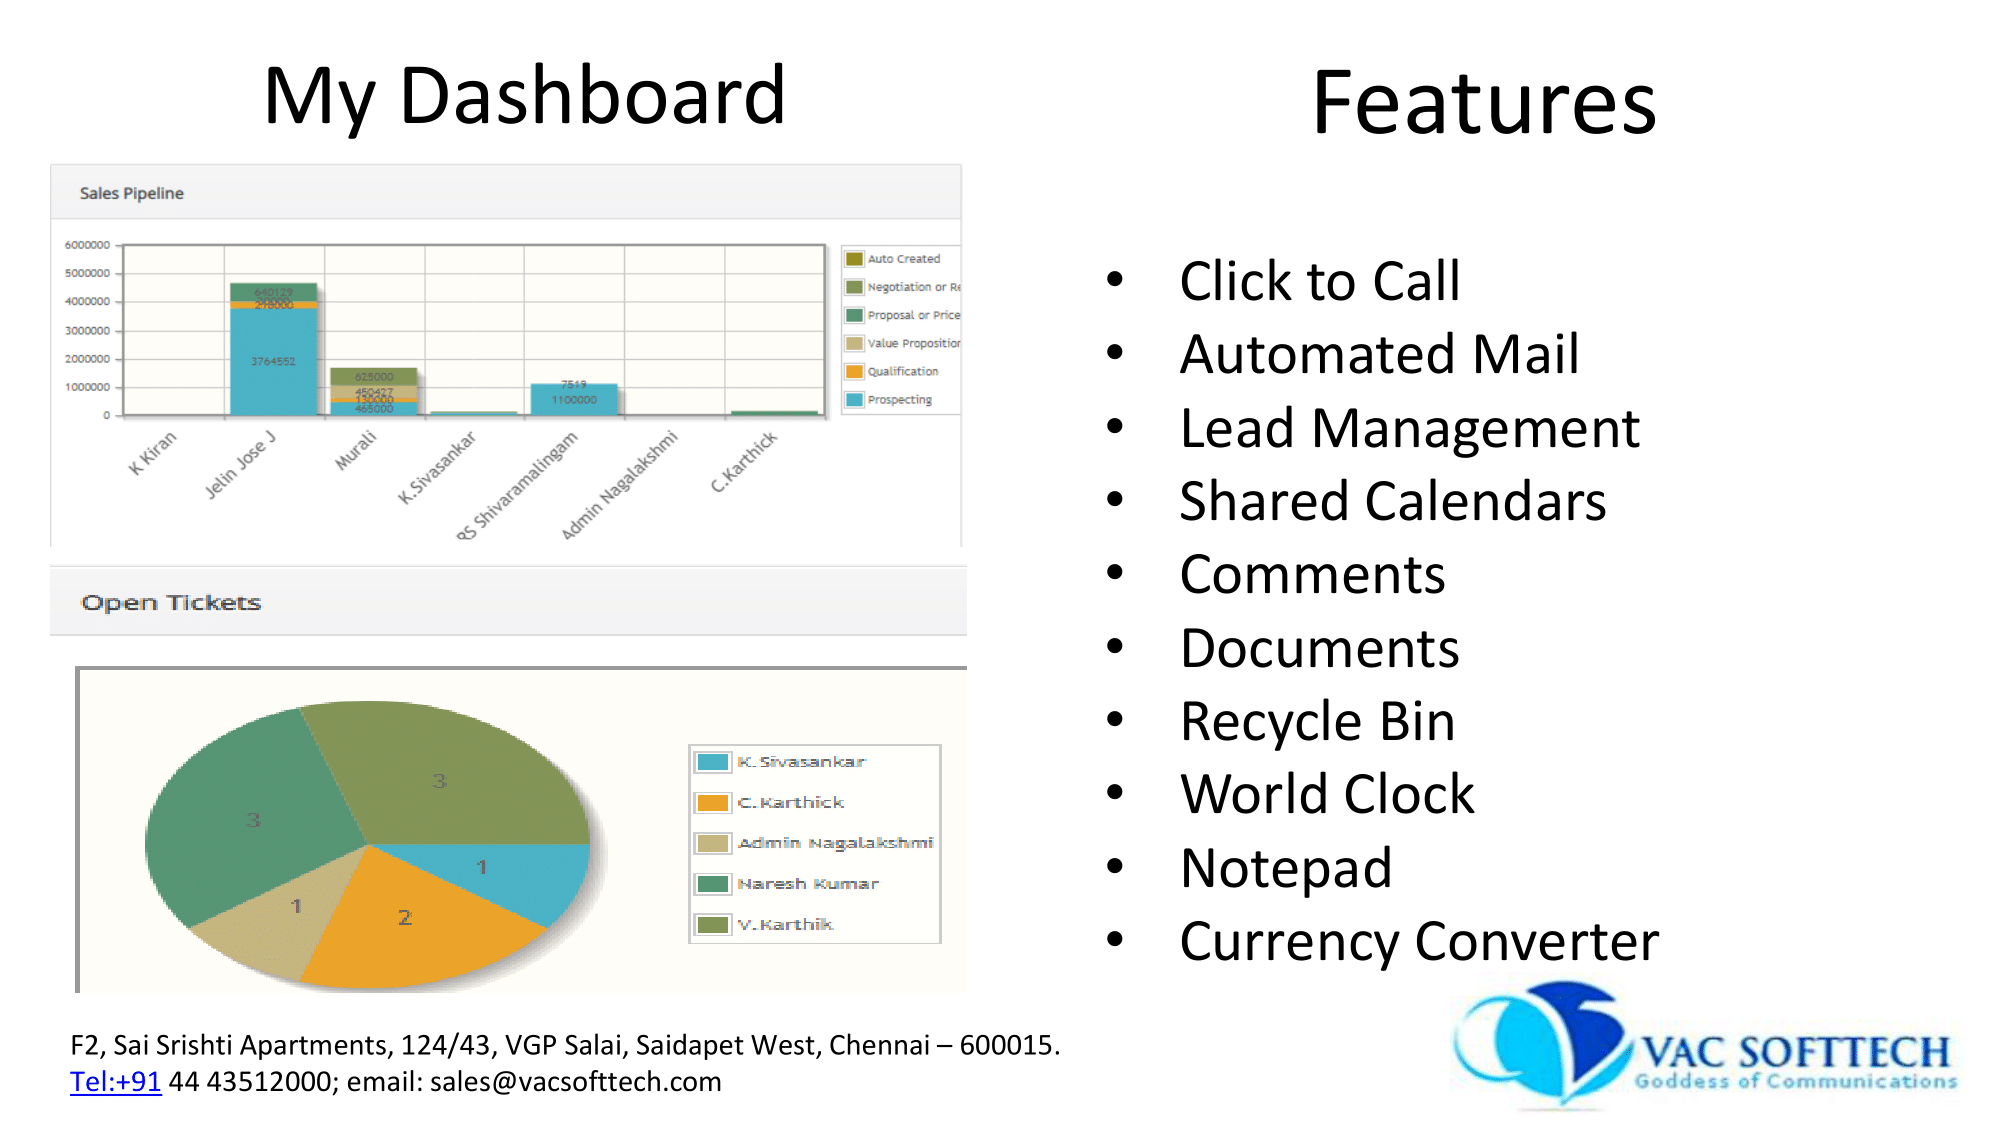 My Dashboard
Sales Pipeline
6000000
5000000
4000000
3000000
2000000
1000000
0
640129
270000
3764552
625000
450427
130000
465000
7519
1100000
K Kiran
Jelin Jose J
Murali
K.Sivasankar
RS Shivaramalingam
Admin Nagalakshmi
C.Karthick
Auto Created
Negotiation or Re
Proposal or Price
Value Proposition
Qualification
Prospecting
Open Tickets
3
3
1
1
2
K.Sivasankar
C.Karthick
Admin Nagalakshmi
Naresh Kumar
V.Karthik
Features
• Click to Call
• Automated Mail
• Lead Management
• Shared Calendars
• Comments
• Documents
• Recycle Bin
• World Clock
• Notepad
• Currency Converter
F2, Sai Srishti Apartments, 124/43, VGP Salai, Saidapet West, Chennai – 600015.
Tel:+91 44 43512000; email: sales@vacsofttech.com
VAC SOFTTECH
Goddess of Communications